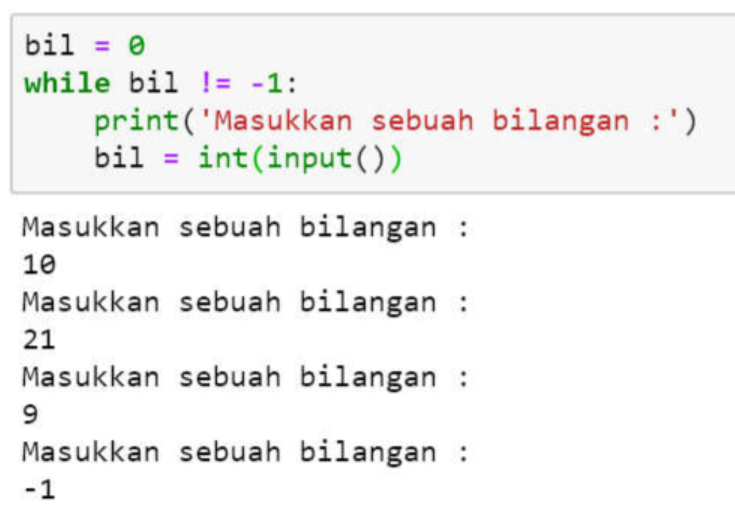 bil = 0
while bil != -1:
    print('Masukkan sebuah bilangan :')
    bil = int(input())
Masukkan sebuah bilangan :
10
Masukkan sebuah bilangan :
21
Masukkan sebuah bilangan :
9
Masukkan sebuah bilangan :
-1